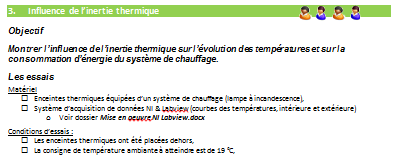 3. Influence de l'inertie thermique
Objectif
Montrer l'influence de l'inertie thermique sur l'évolution des températures et sur la
consommation d'énergie du système de chauffage.
Les essais
Matériel
☐ Enceintes thermiques équipées d'un système de chauffage (lampe à incandescence),
☐ Système d'acquisition de données NI & Labview (courbes des températures, intérieure et extérieure)
o Voir dossier Mise en oeuvre NI Labview.docx
Conditions d'essais :
☐ Les enceintes thermiques ont été placées dehors,
☐ La consigne de température ambiante à atteindre est de 19 °C,